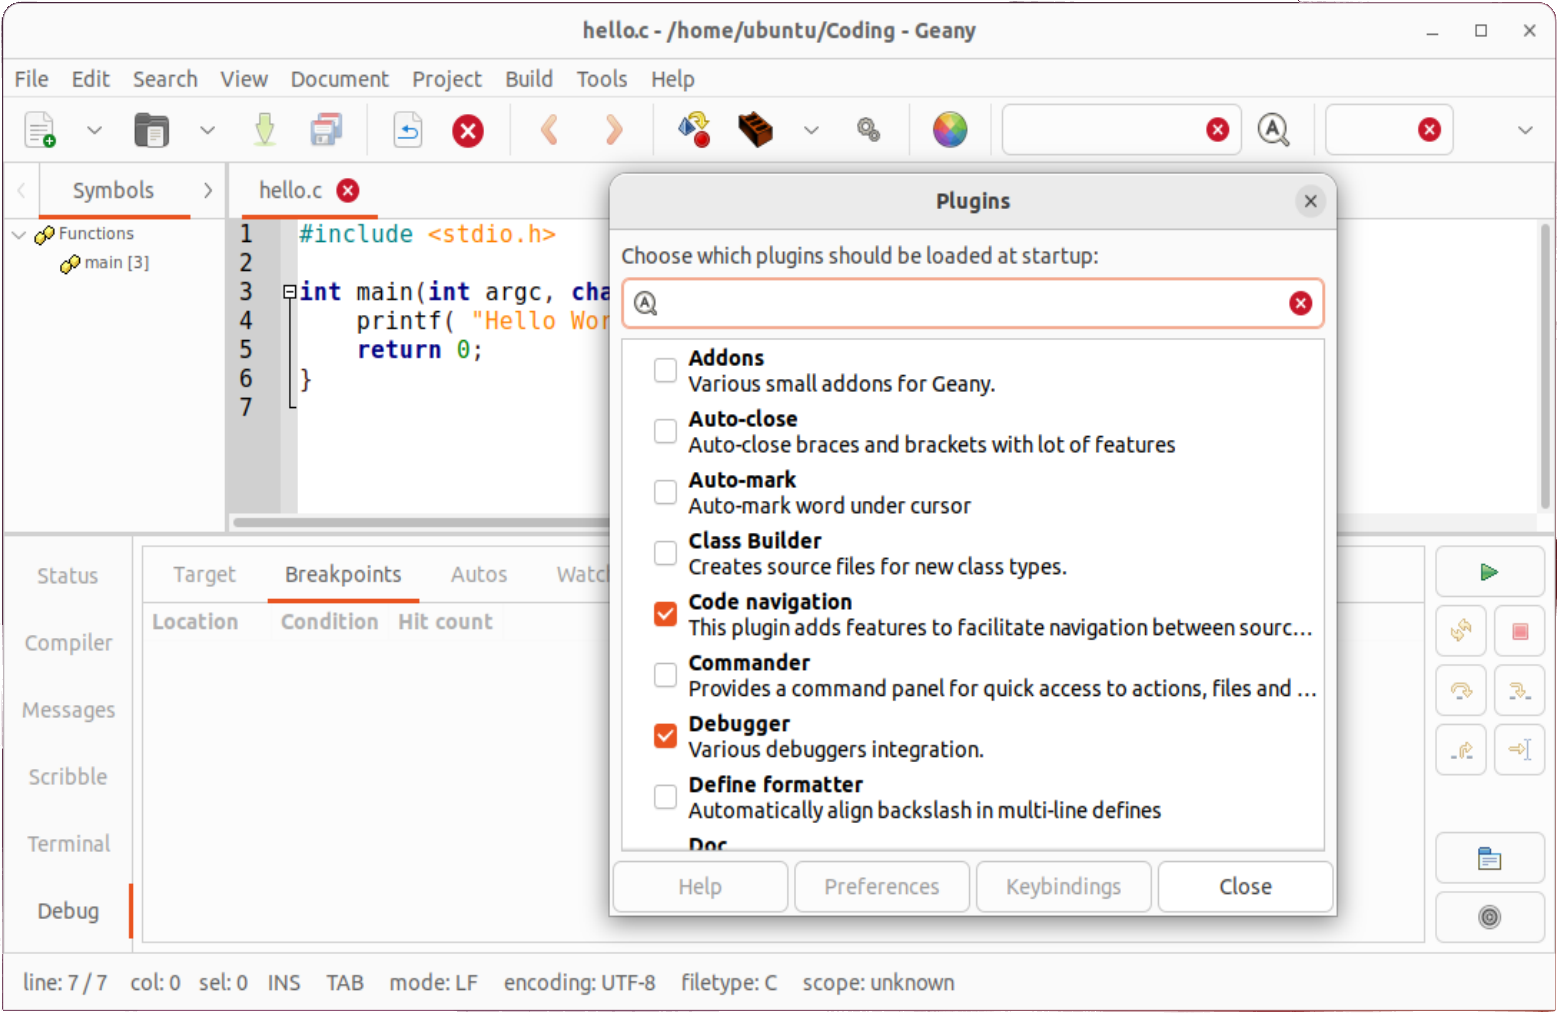 hello.c - /home/ubuntu/Coding - Geany
File Edit Search View Document Project Build Tools Help
Symbols
hello.c
Functions
main [3]
1 #include <stdio.h>
2
3 int main(int argc, cha
4 printf( "Hello Wor
5 return 0;
6 }
7
Plugins
Choose which plugins should be loaded at startup:
Addons
Various small addons for Geany.
Auto-close
Auto-close braces and brackets with lot of features
Auto-mark
Auto-mark word under cursor
Class Builder
Creates source files for new class types.
Code navigation
This plugin adds features to facilitate navigation between sourc...
Commander
Provides a command panel for quick access to actions, files and ...
Debugger
Various debuggers integration.
Define formatter
Automatically align backslash in multi-line defines
Doc
Help Preferences Keybindings Close
Status
Compiler
Messages
Scribble
Terminal
Debug
Target Breakpoints Autos Watch
Location Condition Hit count
line: 7 / 7 col: 0 sel: 0 INS TAB mode: LF encoding: UTF-8 filetype: C scope: unknown